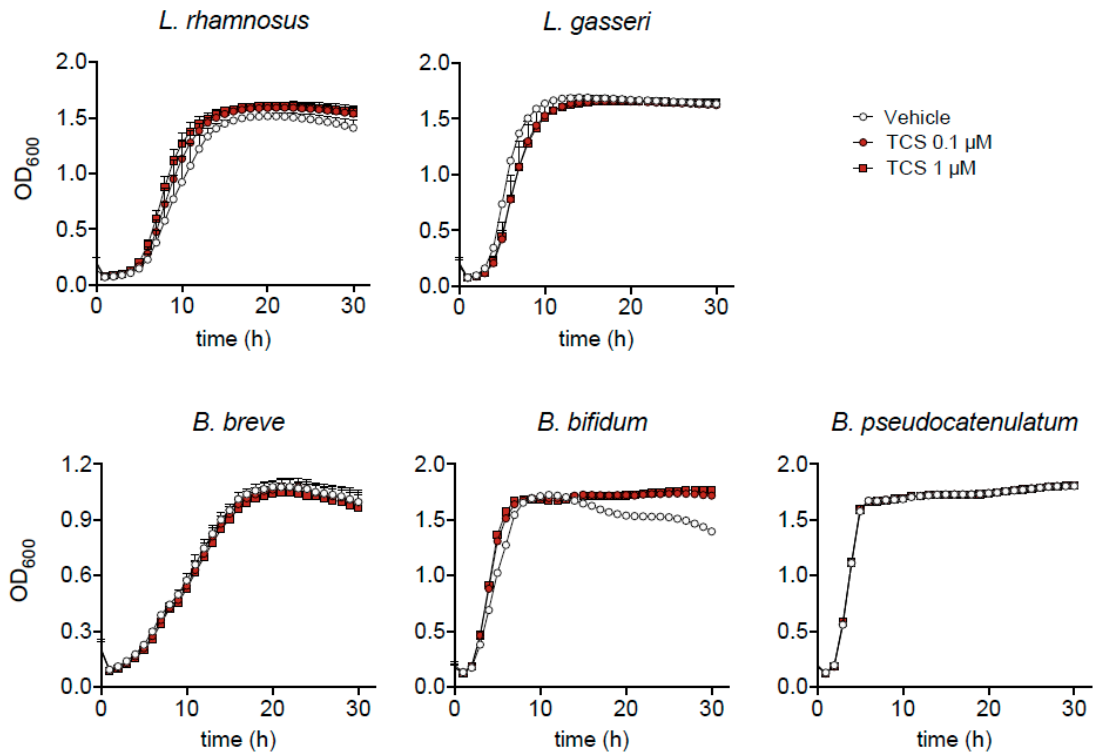 L. rhamnosus
L. gasseri
2.0
1.5
1.0
0.5
0.0
OD600
0 10 20 30
time (h)
2.0
1.5
1.0
0.5
0.0
0 10 20 30
time (h)
Vehicle
TCS 0.1 µM
TCS 1 µM
B. breve
B. bifidum
B. pseudocatenulatum
1.2
0.9
0.6
0.3
0.0
OD600
0 10 20 30
time (h)
2.0
1.5
1.0
0.5
0.0
0 10 20 30
time (h)
2.0
1.5
1.0
0.5
0.0
0 10 20 30
time (h)